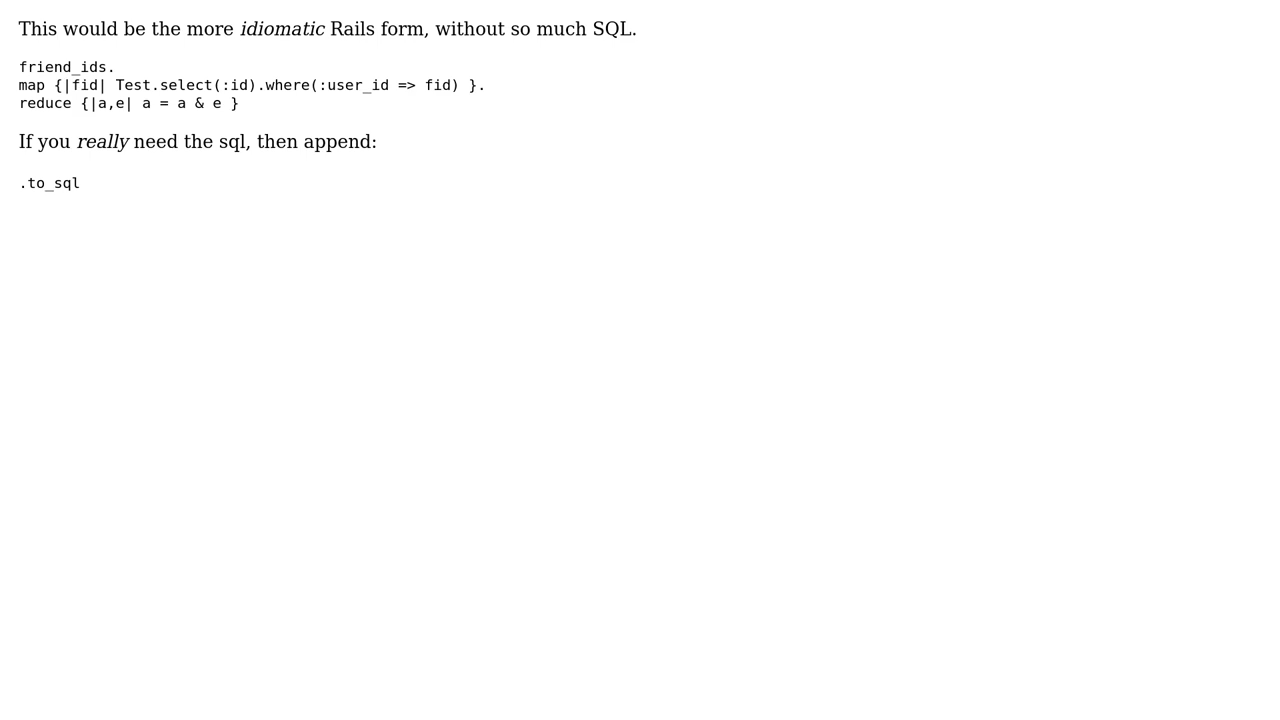 This would be the more idiomatic Rails form, without so much SQL.
friend_ids.
map {|fid| Test.select(:id).where(:user_id => fid) }.
reduce {|a,e| a = a & e }
If you really need the sql, then append:
.to_sql